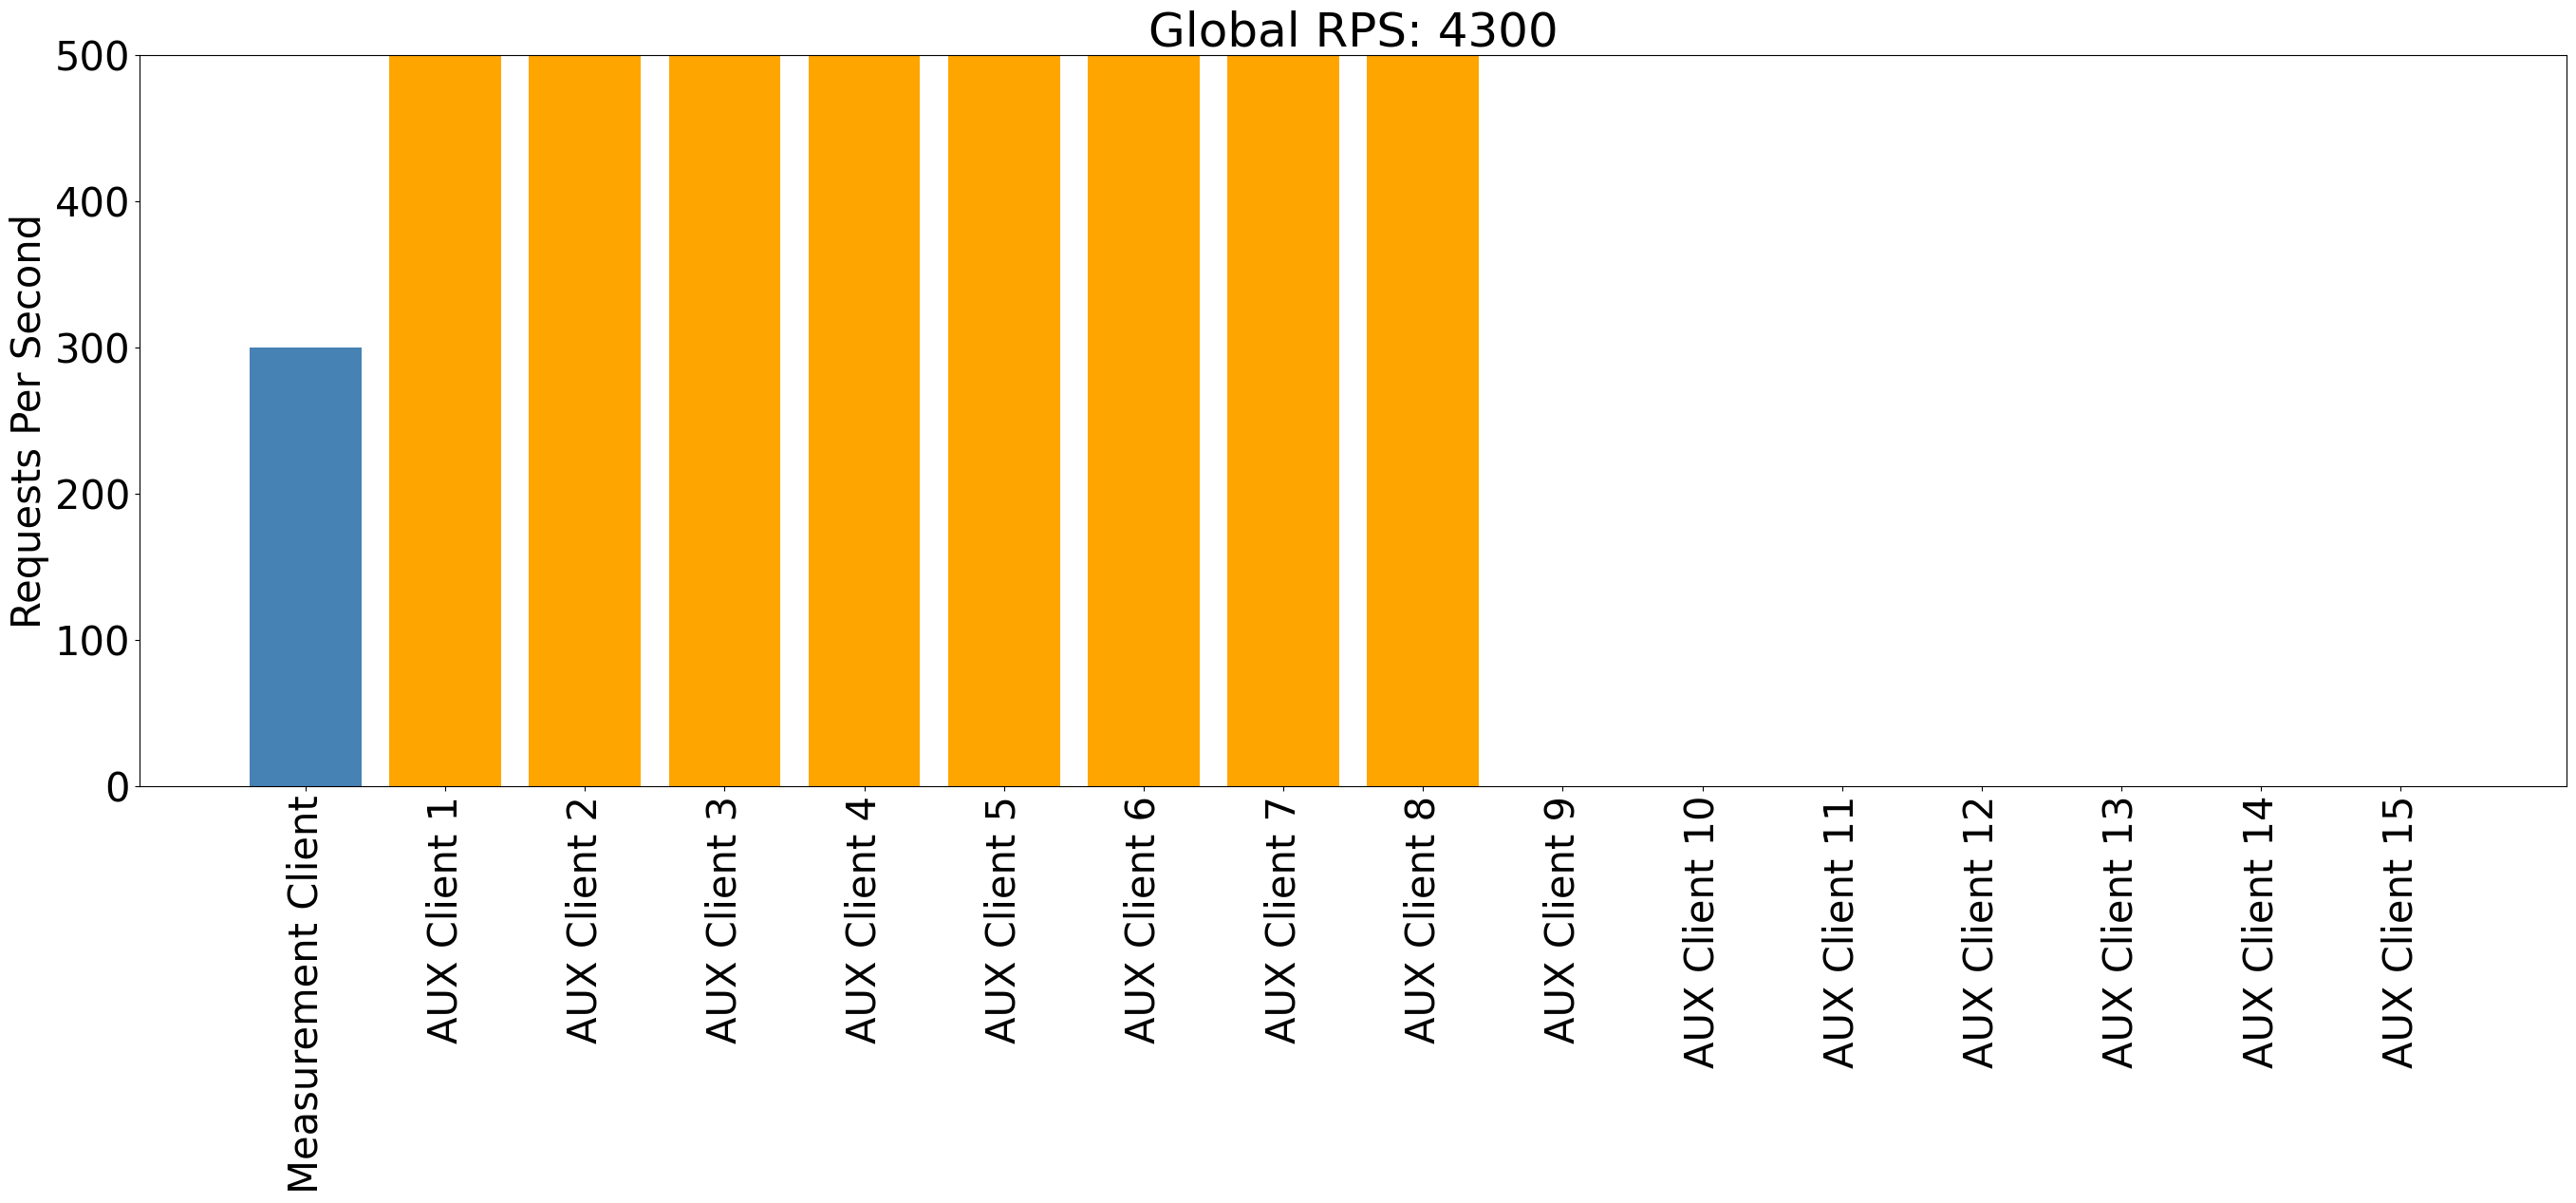 Global RPS: 4300
Requests Per Second
500
400
300
200
100
0
Measurement Client
AUX Client 1
AUX Client 2
AUX Client 3
AUX Client 4
AUX Client 5
AUX Client 6
AUX Client 7
AUX Client 8
AUX Client 9
AUX Client 10
AUX Client 11
AUX Client 12
AUX Client 13
AUX Client 14
AUX Client 15